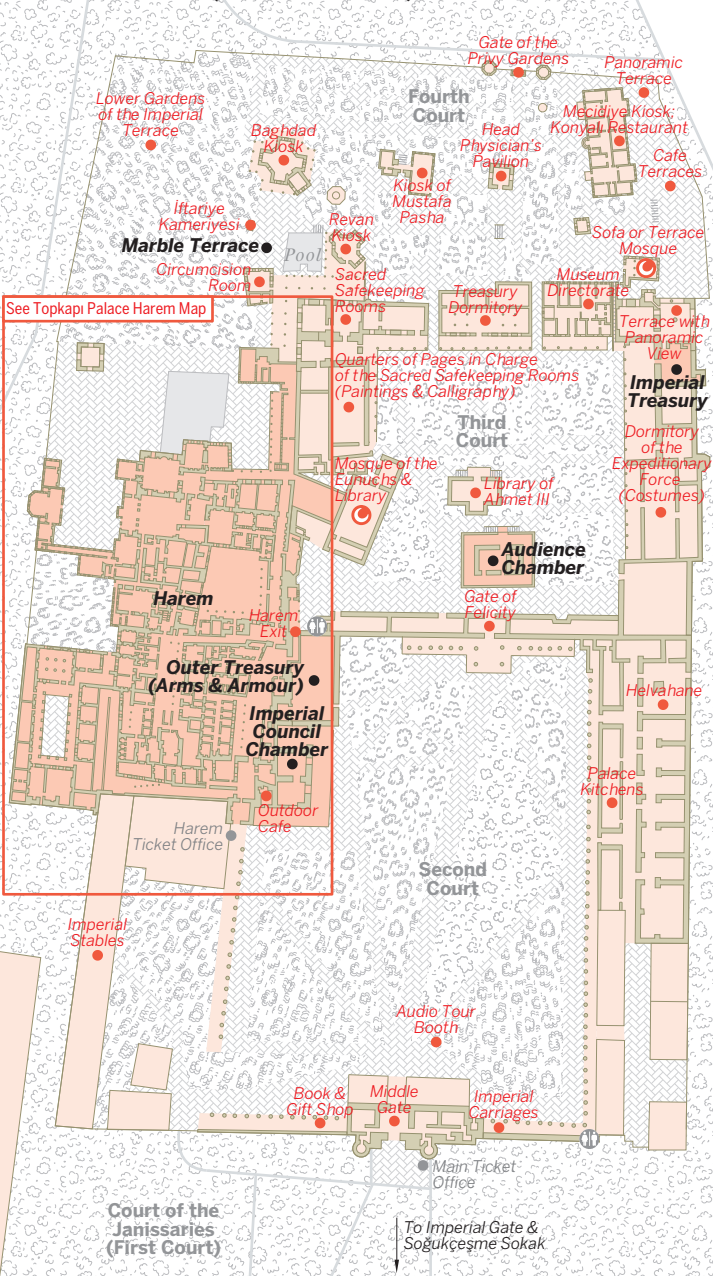 Gate of the
Privy Gardens
Fourth
Court
Panoramic
Terrace
Lower Gardens
of the Imperial
Terrace
Baghdad
Kiosk
Head
Physician's
Pavilion
Mecidiye Kiosk;
Konyalı Restaurant
Cafe
Terraces
Kiosk of
Mustafa
Pasha
İftariye
Kameriyesi
Marble Terrace
Pool
Revan
Kiosk
Sofa or Terrace
Mosque
Circumcision
Room
Sacred
Safekeeping
Rooms
Treasury
Dormitory
Museum
Directorate
See Topkapı Palace Harem Map
Terrace with
Panoramic
View
Quarters of Pages in Charge
of the Sacred Safekeeping Rooms
(Paintings & Calligraphy)
Imperial
Treasury
Third
Court
Dormitory
of the
Expeditionary
Force
(Costumes)
Mosque of the
Eunuchs &
Library
Library of
Ahmet III
Audience
Chamber
Harem
Gate of
Felicity
Harem
Exit
Outer Treasury
(Arms & Armour)
Helvahane
Imperial
Council
Chamber
Palace
Kitchens
Outdoor
Cafe
Harem
Ticket Office
Second
Court
Imperial
Stables
Audio Tour
Booth
Book &
Gift Shop
Middle
Gate
Imperial
Carriages
Main Ticket
Office
Court of the
Janissaries
(First Court)
To Imperial Gate &
Soğukçeşme Sokak